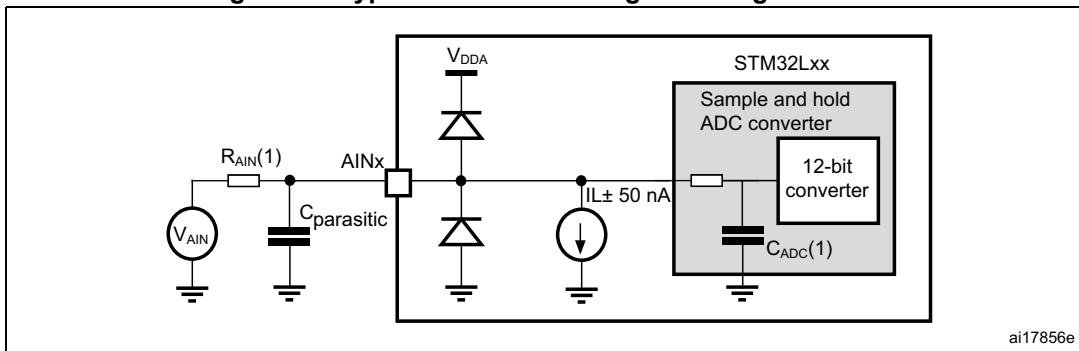 V_DDA
STM32Lxx
Sample and hold
ADC converter
12-bit
converter
R_AIN(1)
AINx
IL± 50 nA
C_parasitic
V_AIN
C_ADC(1)
ai17856e